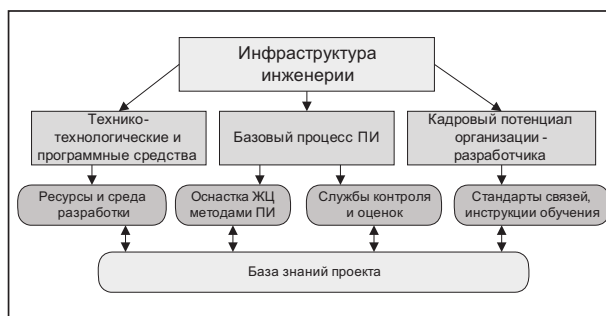 Инфраструктура
инженерии
Технико-
технологические и
программные средства
Базовый процесс ПИ
Кадровый потенциал
организации -
разработчика
Ресурсы и среда
разработки
Оснастка ЖЦ
методами ПИ
Службы контроля
и оценок
Стандарты связей,
инструкции обучения
База знаний проекта